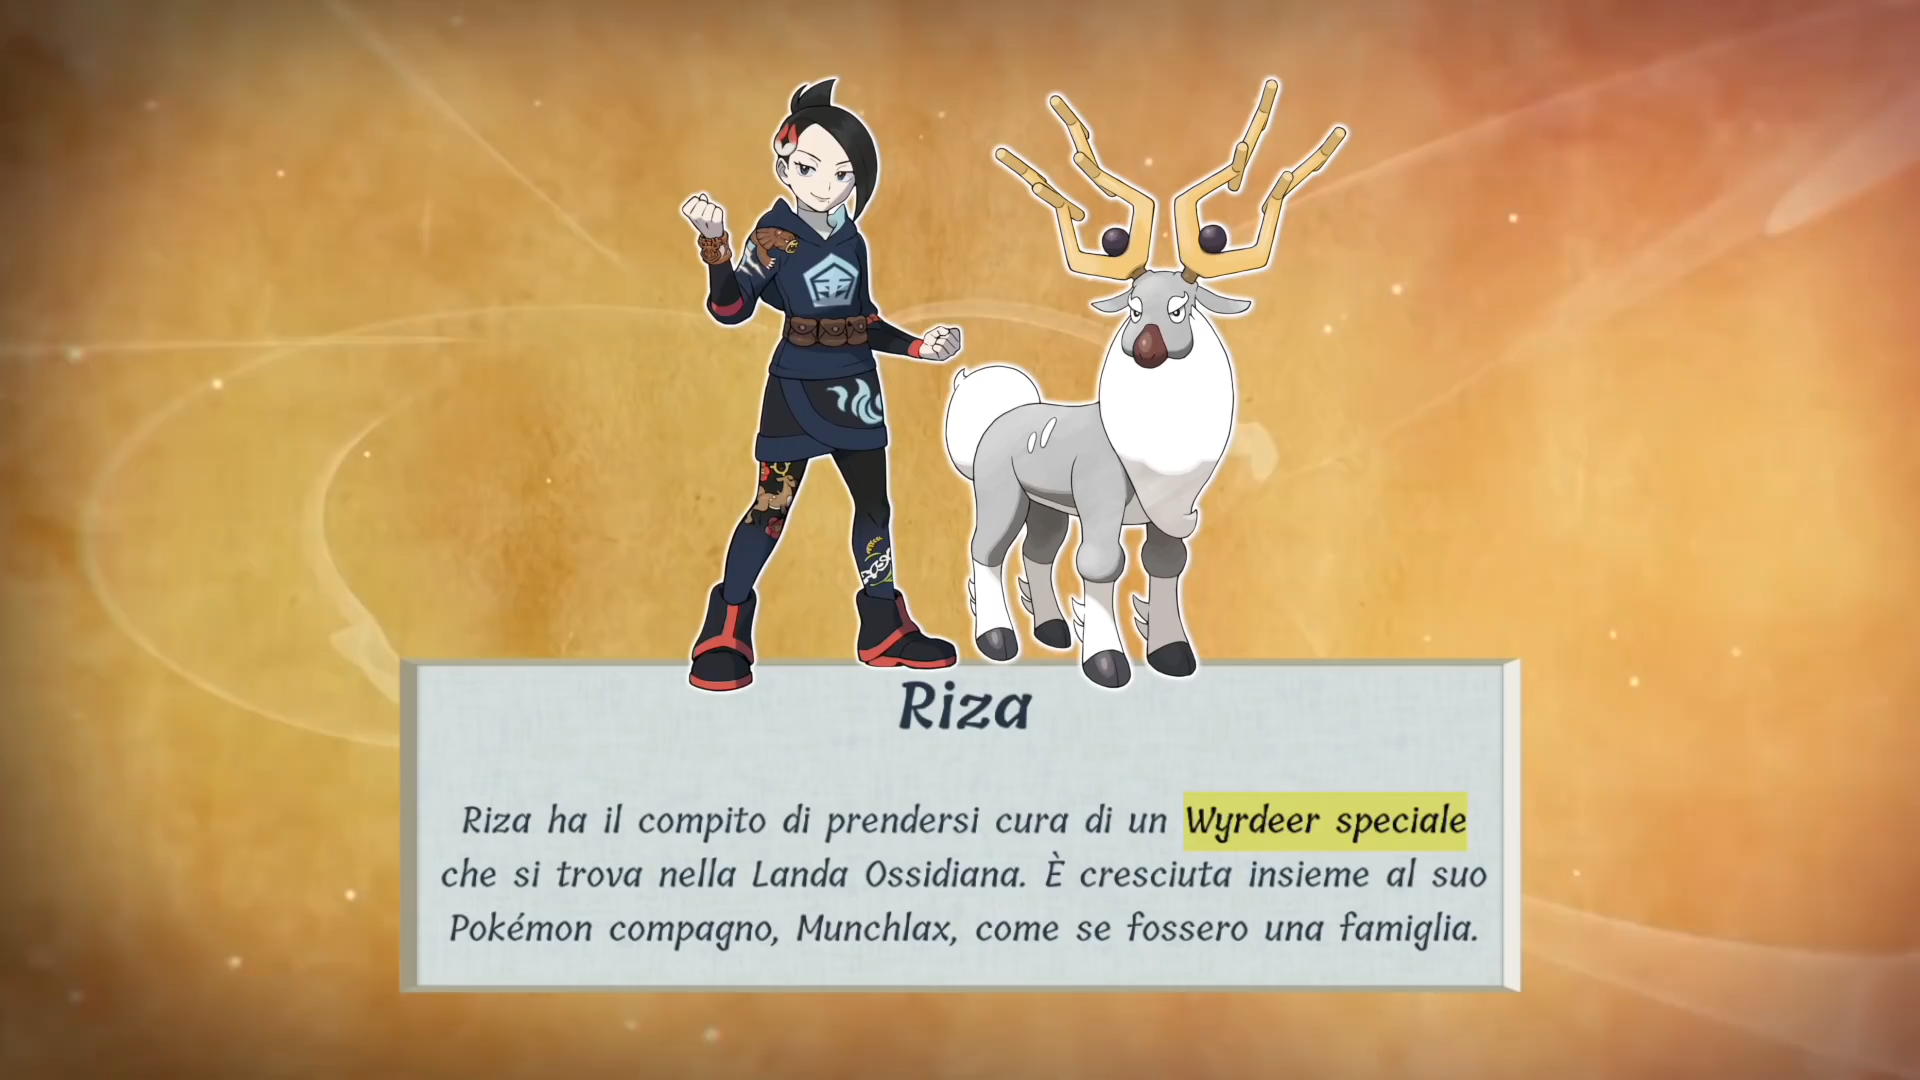 Riza
Riza ha il compito di prendersi cura di un Wyrdeer speciale
che si trova nella Landa Ossidiana. È cresciuta insieme al suo
Pokémon compagno, Munchlax, come se fossero una famiglia.